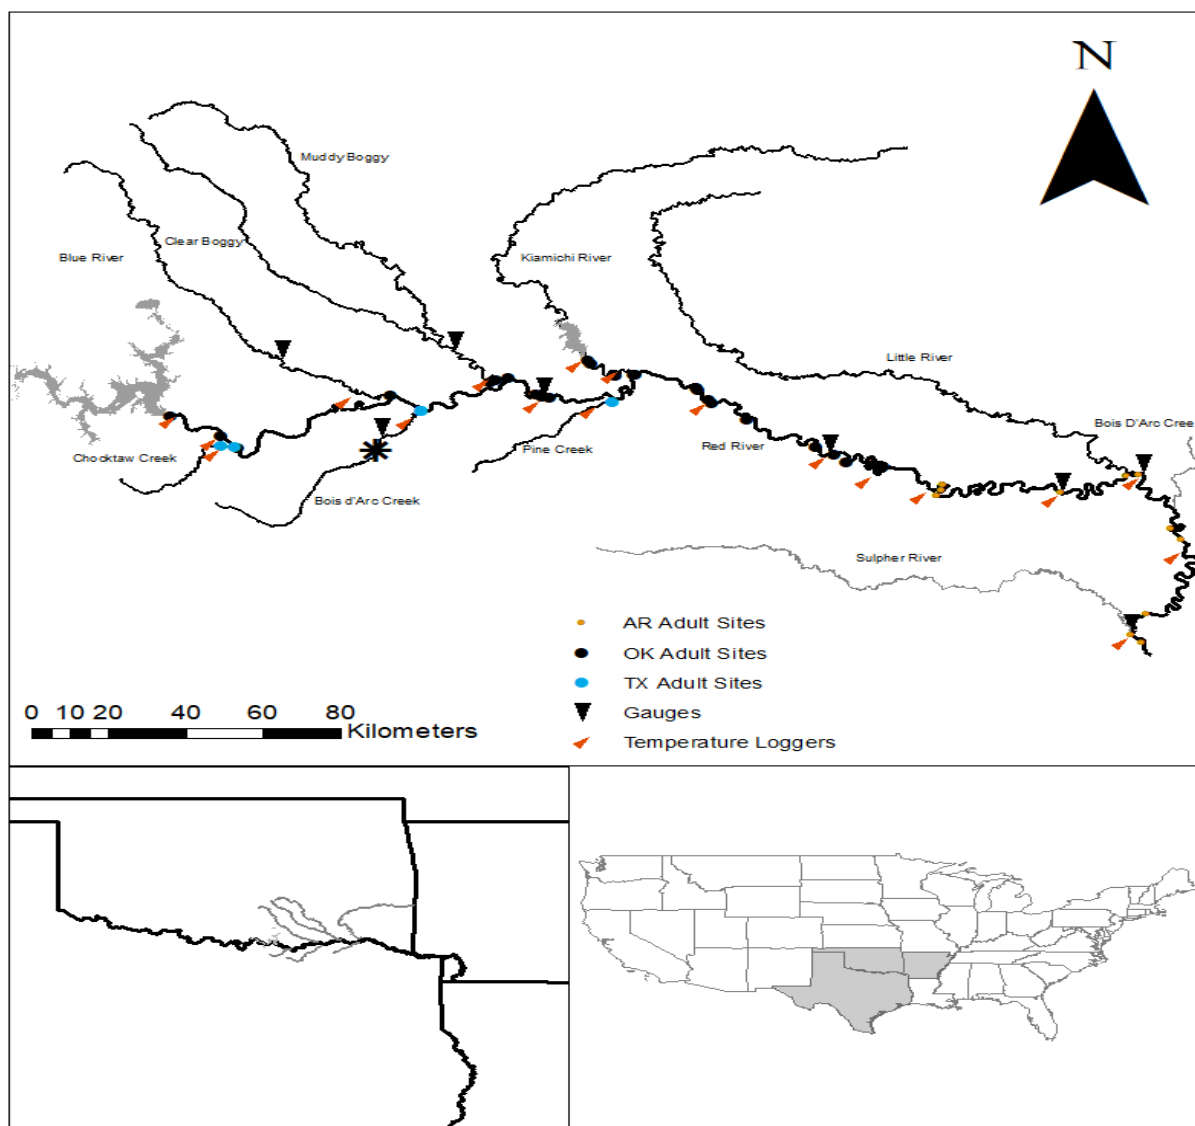 N
Muddy Boggy
Clear Boggy
Blue River
Kiamichi River
Little River
Bois D'Arc Cree
Chooktaw Creek
Pine Creek
Red River
Bois d'Arc Creek
Sulpher River
AR Adult Sites
OK Adult Sites
TX Adult Sites
Gauges
Temperature Loggers
0 10 20 40 60 80
Kilometers